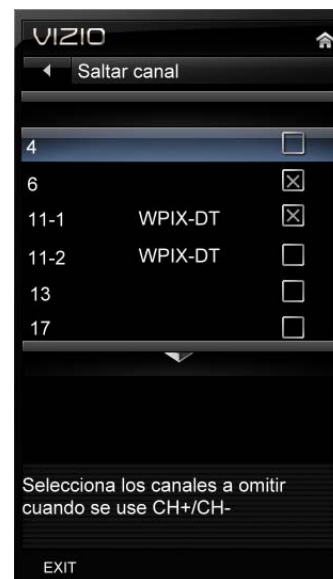 VIZIO
Saltar canal
4
6
11-1 WPIX-DT
11-2 WPIX-DT
13
17
Selecciona los canales a omitir
cuando se use CH+/CH-
EXIT